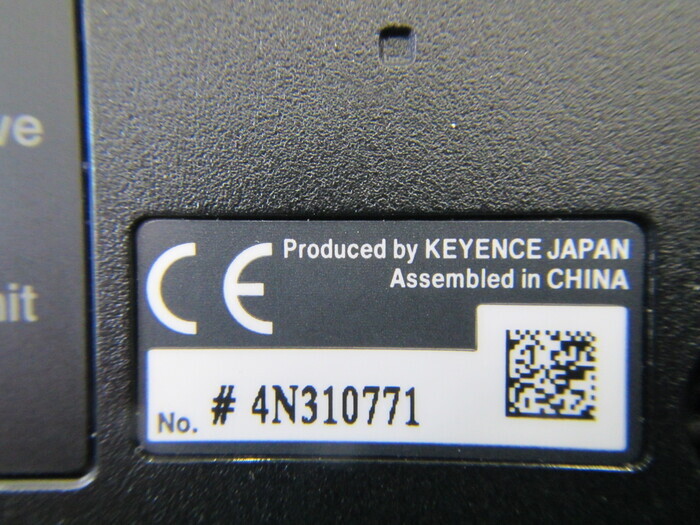 CE
Produced by KEYENCE JAPAN
Assembled in CHINA
No. # 4N310771